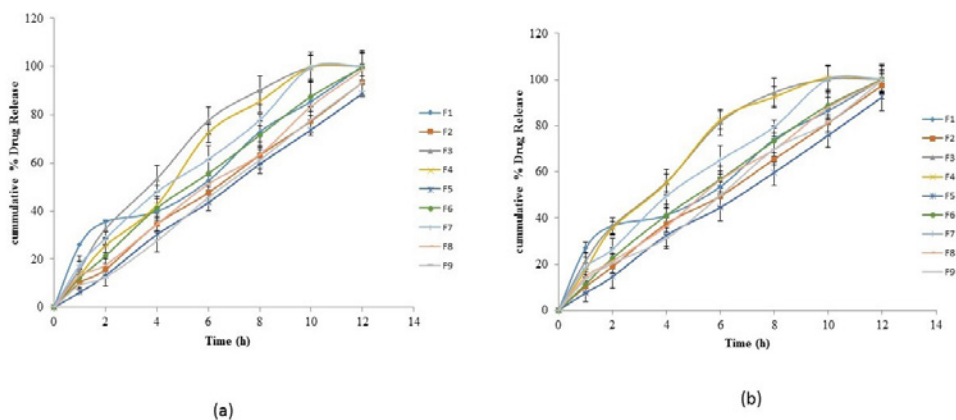 120
100
80
60
40
20
0
cummulative % Drug Release
0 2 4 6 8 10 12 14
Time (h)
F1
F2
F3
F4
F5
F6
F7
F8
F9
(a)
120
100
80
60
40
20
0
cummulative % Drug Release
0 2 4 6 8 10 12 14
Time (h)
F1
F2
F3
F4
F5
F6
F7
F8
F9
(b)